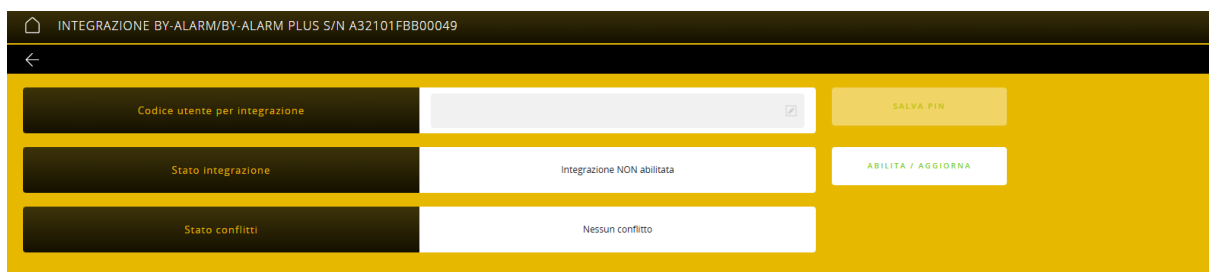 INTEGRAZIONE BY-ALARM/BY-ALARM PLUS S/N A32101FBB00049
Codice utente per integrazione
SALVA PIN
Stato integrazione
Integrazione NON abilitata
ABILITA / AGGIORNA
Stato conflitti
Nessun conflitto